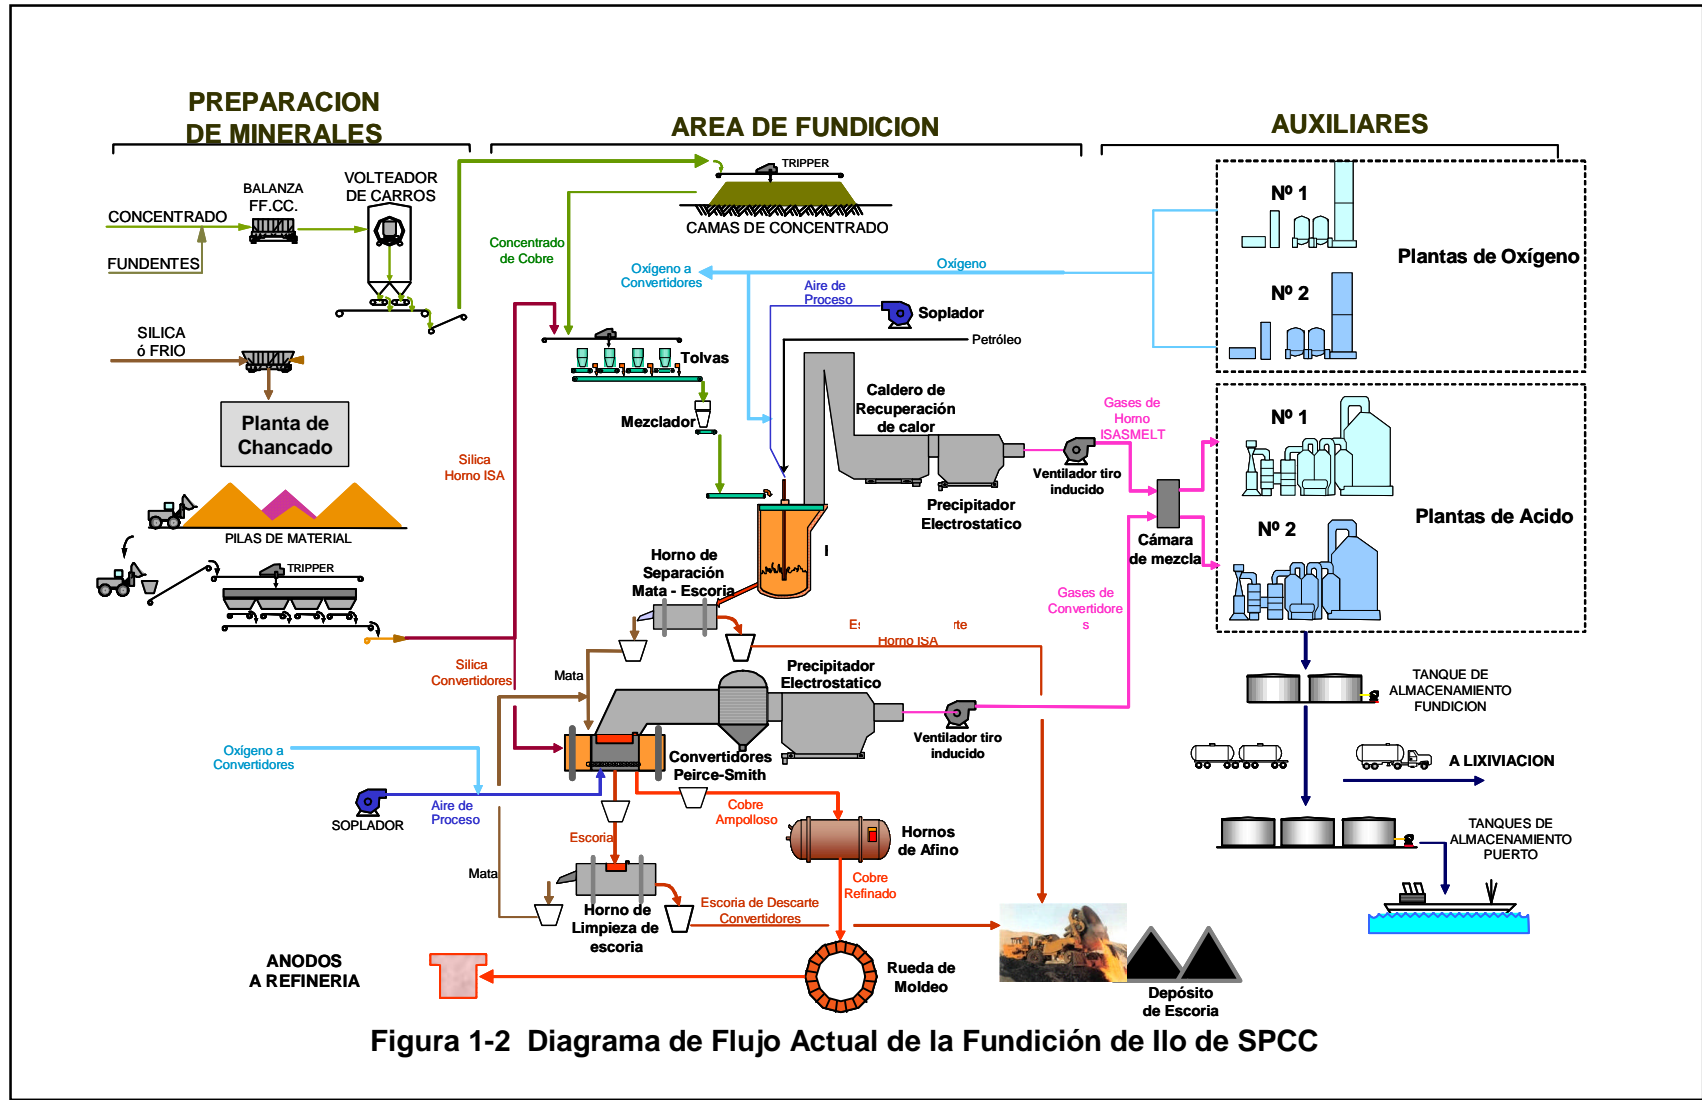 PREPARACION
DE MINERALES
AREA DE FUNDICION
AUXILIARES
CONCENTRADO
FUNDENTES
BALANZA
FF.CC.
VOLTEADOR
DE CARROS
SILICA
ó FRIO
Planta de
Chancado
PILAS DE MATERIAL
TRIPPER
TRIPPER
CAMAS DE CONCENTRADO
Concentrado
de Cobre
Oxígeno a
Convertidores
Oxígeno
Aire de
Proceso
Soplador
Petróleo
Tolvas
Mezclador
Silica
Horno ISA
Caldero de
Recuperación
de calor
Precipitador
Electrostatico
Ventilador tiro
inducido
Gases de
Horno
ISASMELT
Cámara
de mezcla
Gases de
Convertidore
s
Horno de
Separación
Mata - Escoria
Es
rte
Horno ISA
Mata
Silica
Convertidores
Precipitador
Electrostatico
Ventilador tiro
inducido
Convertidores
Peirce-Smith
Oxígeno a
Convertidores
SOPLADOR
Aire de
Proceso
Escoria
Cobre
Ampolloso
Hornos
de Afino
Cobre
Refinado
Mata
Horno de
Limpieza de
escoria
Escoria de Descarte
Convertidores
Rueda de
Moldeo
ANODOS
A REFINERIA
Depósito
de Escoria
Nº 1
Nº 2
Plantas de Oxígeno
Nº 1
Nº 2
Plantas de Acido
TANQUE DE
ALMACENAMIENTO
FUNDICION
A LIXIVIACION
TANQUES DE
ALMACENAMIENTO
PUERTO
Figura 1-2 Diagrama de Flujo Actual de la Fundición de Ilo de SPCC